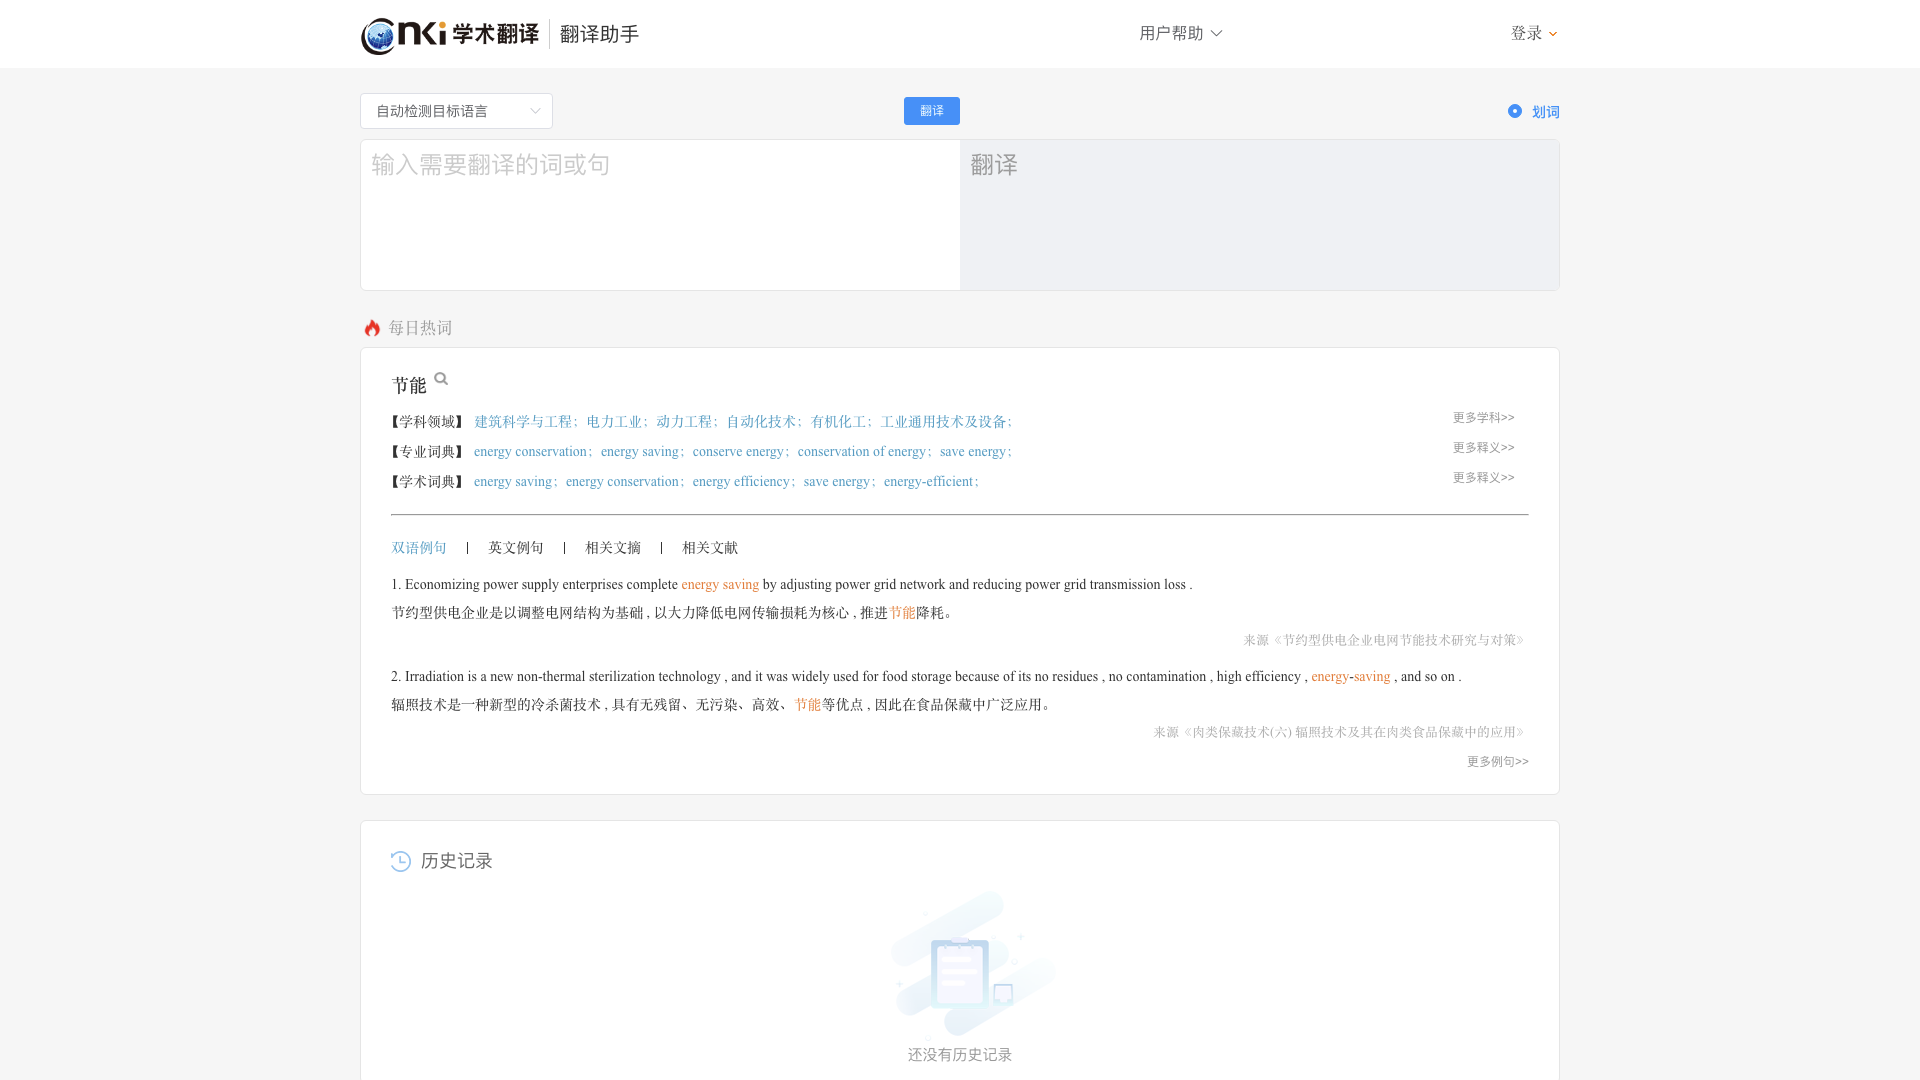 CNKI 学术翻译 翻译助手 用户帮助 登录
自动检测目标语言 翻译 划词
输入需要翻译的词或句 翻译
每日热词
节能
【学科领域】 建筑科学与工程；电力工业；动力工程；自动化技术；有机化工；工业通用技术及设备； 更多学科>>
【专业词典】 energy conservation；energy saving；conserve energy；conservation of energy；save energy； 更多释义>>
【学术词典】 energy saving；energy conservation；energy efficiency；save energy；energy-efficient； 更多释义>>
双语例句 | 英文例句 | 相关文摘 | 相关文献
1. Economizing power supply enterprises complete energy saving by adjusting power grid network and reducing power grid transmission loss .
节约型供电企业是以调整电网结构为基础 , 以大力降低电网传输损耗为核心 , 推进节能降耗。
来源《节约型供电企业电网节能技术研究与对策》
2. Irradiation is a new non-thermal sterilization technology , and it was widely used for food storage because of its no residues , no contamination , high efficiency , energy-saving , and so on .
辐照技术是一种新型的冷杀菌技术 , 具有无残留、无污染、高效、节能等优点 , 因此在食品保藏中广泛应用。
来源《肉类保藏技术(六) 辐照技术及其在肉类食品保藏中的应用》
更多例句>>
历史记录
还没有历史记录